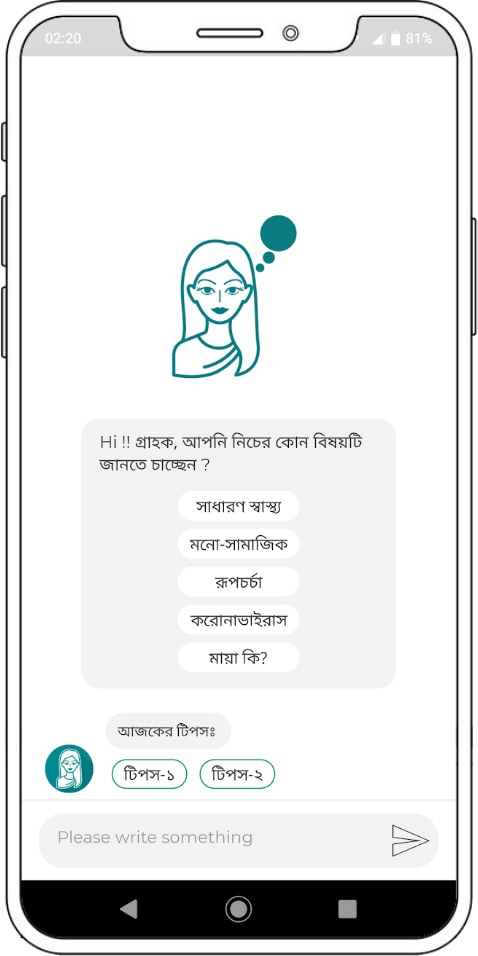 02:20
81%
Hi !! গ্রাহক, আপনি নিচের কোন বিষয়টি
জানতে চাচ্ছেন ?
সাধারণ স্বাস্থ্য
মনো-সামাজিক
রূপচর্চা
করোনাভাইরাস
মায়া কি?
আজকের টিপসঃ
টিপস-১ টিপস-২
Please write something